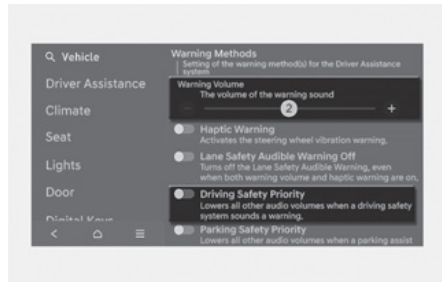 Vehicle
Driver Assistance
Climate
Seat
Lights
Door
Digital Keys
Warning Methods
Setting of the warning method(s) for the Driver Assistance
system
Warning Volume
The volume of the warning sound
− 2 +
Haptic Warning
Activates the steering wheel vibration warning,
Lane Safety Audible Warning Off
Turns off the Lane Safety Audible Warning, even
when both warning volume and haptic warning are on,
Driving Safety Priority
Lowers all other audio volumes when a driving safety
system sounds a warning,
Parking Safety Priority
Lowers all other audio volumes when a parking assist